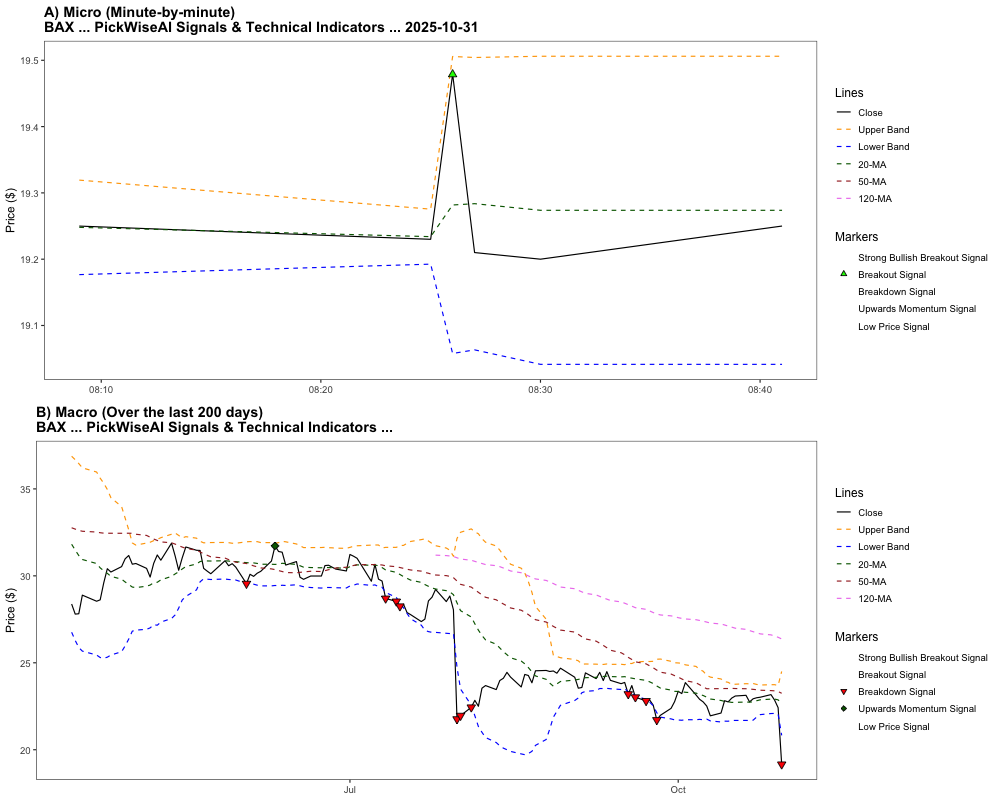 A) Micro (Minute-by-minute)
BAX ... PickWiseAI Signals & Technical Indicators ... 2025-10-31
Price ($)
19.5
19.4
19.3
19.2
19.1
08:10
08:20
08:30
08:40
Lines
Close
Upper Band
Lower Band
20-MA
50-MA
120-MA
Markers
Strong Bullish Breakout Signal
Breakout Signal
Breakdown Signal
Upwards Momentum Signal
Low Price Signal
B) Macro (Over the last 200 days)
BAX ... PickWiseAI Signals & Technical Indicators ...
Price ($)
35
30
25
20
Jul
Oct
Lines
Close
Upper Band
Lower Band
20-MA
50-MA
120-MA
Markers
Strong Bullish Breakout Signal
Breakout Signal
Breakdown Signal
Upwards Momentum Signal
Low Price Signal